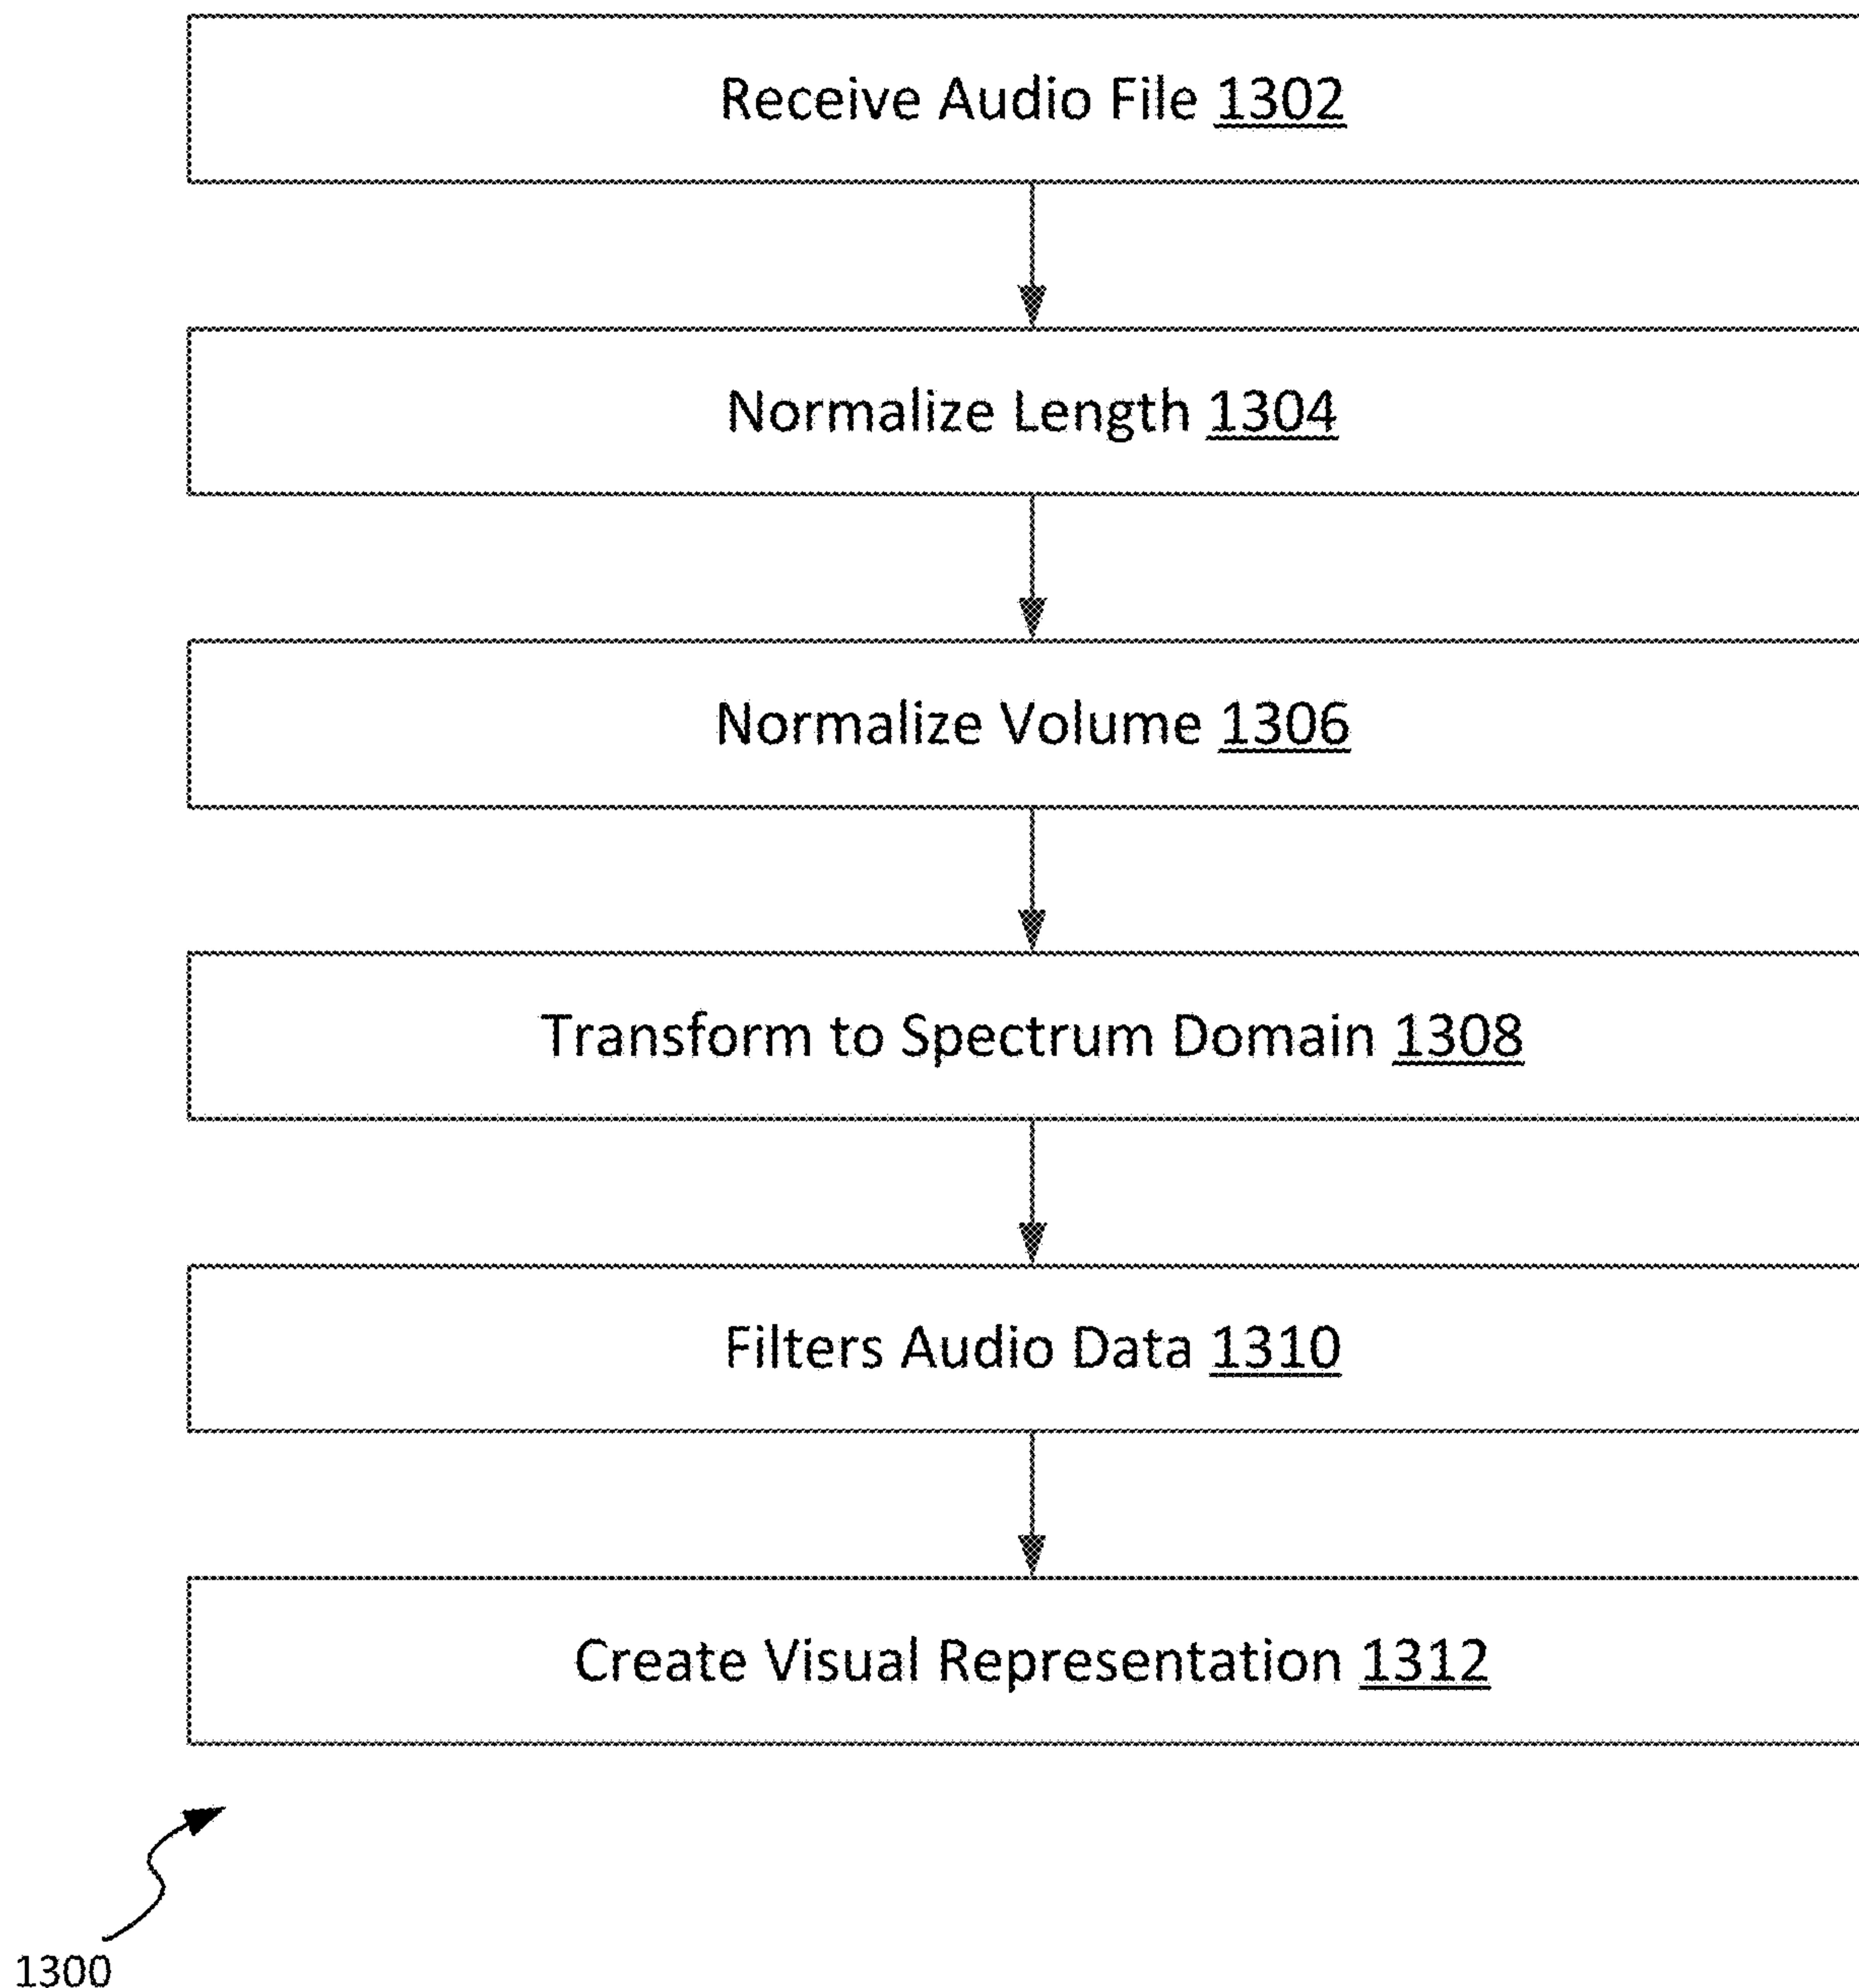 Receive Audio File 1302
Normalize Length 1304
Normalize Volume 1306
Transform to Spectrum Domain 1308
Filters Audio Data 1310
Create Visual Representation 1312
1300